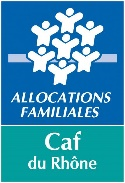 ALLOCATIONS
FAMILIALES
Caf
du Rhône